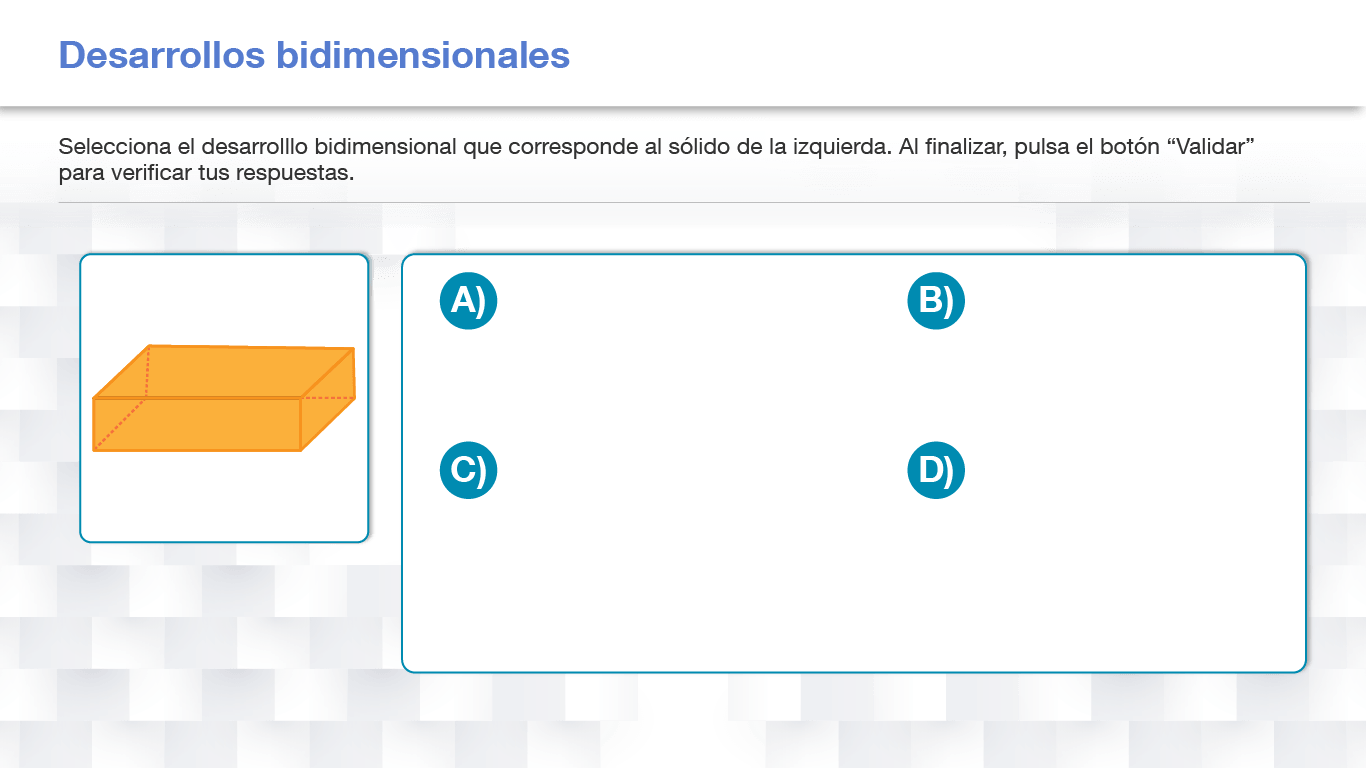 Desarrollos bidimensionales
Selecciona el desarrolllo bidimensional que corresponde al sólido de la izquierda. Al finalizar, pulsa el botón “Validar”
para verificar tus respuestas.
A)
B)
C)
D)